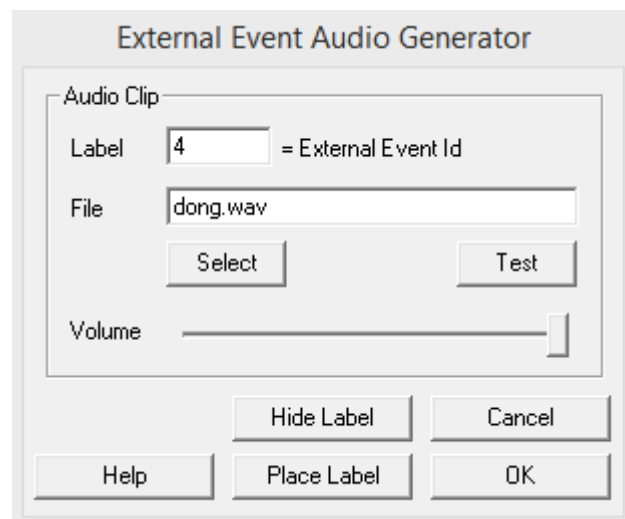 External Event Audio Generator
Audio Clip
Label 4 = External Event Id
File dong.wav
Select Test
Volume
Hide Label Cancel
Help Place Label OK